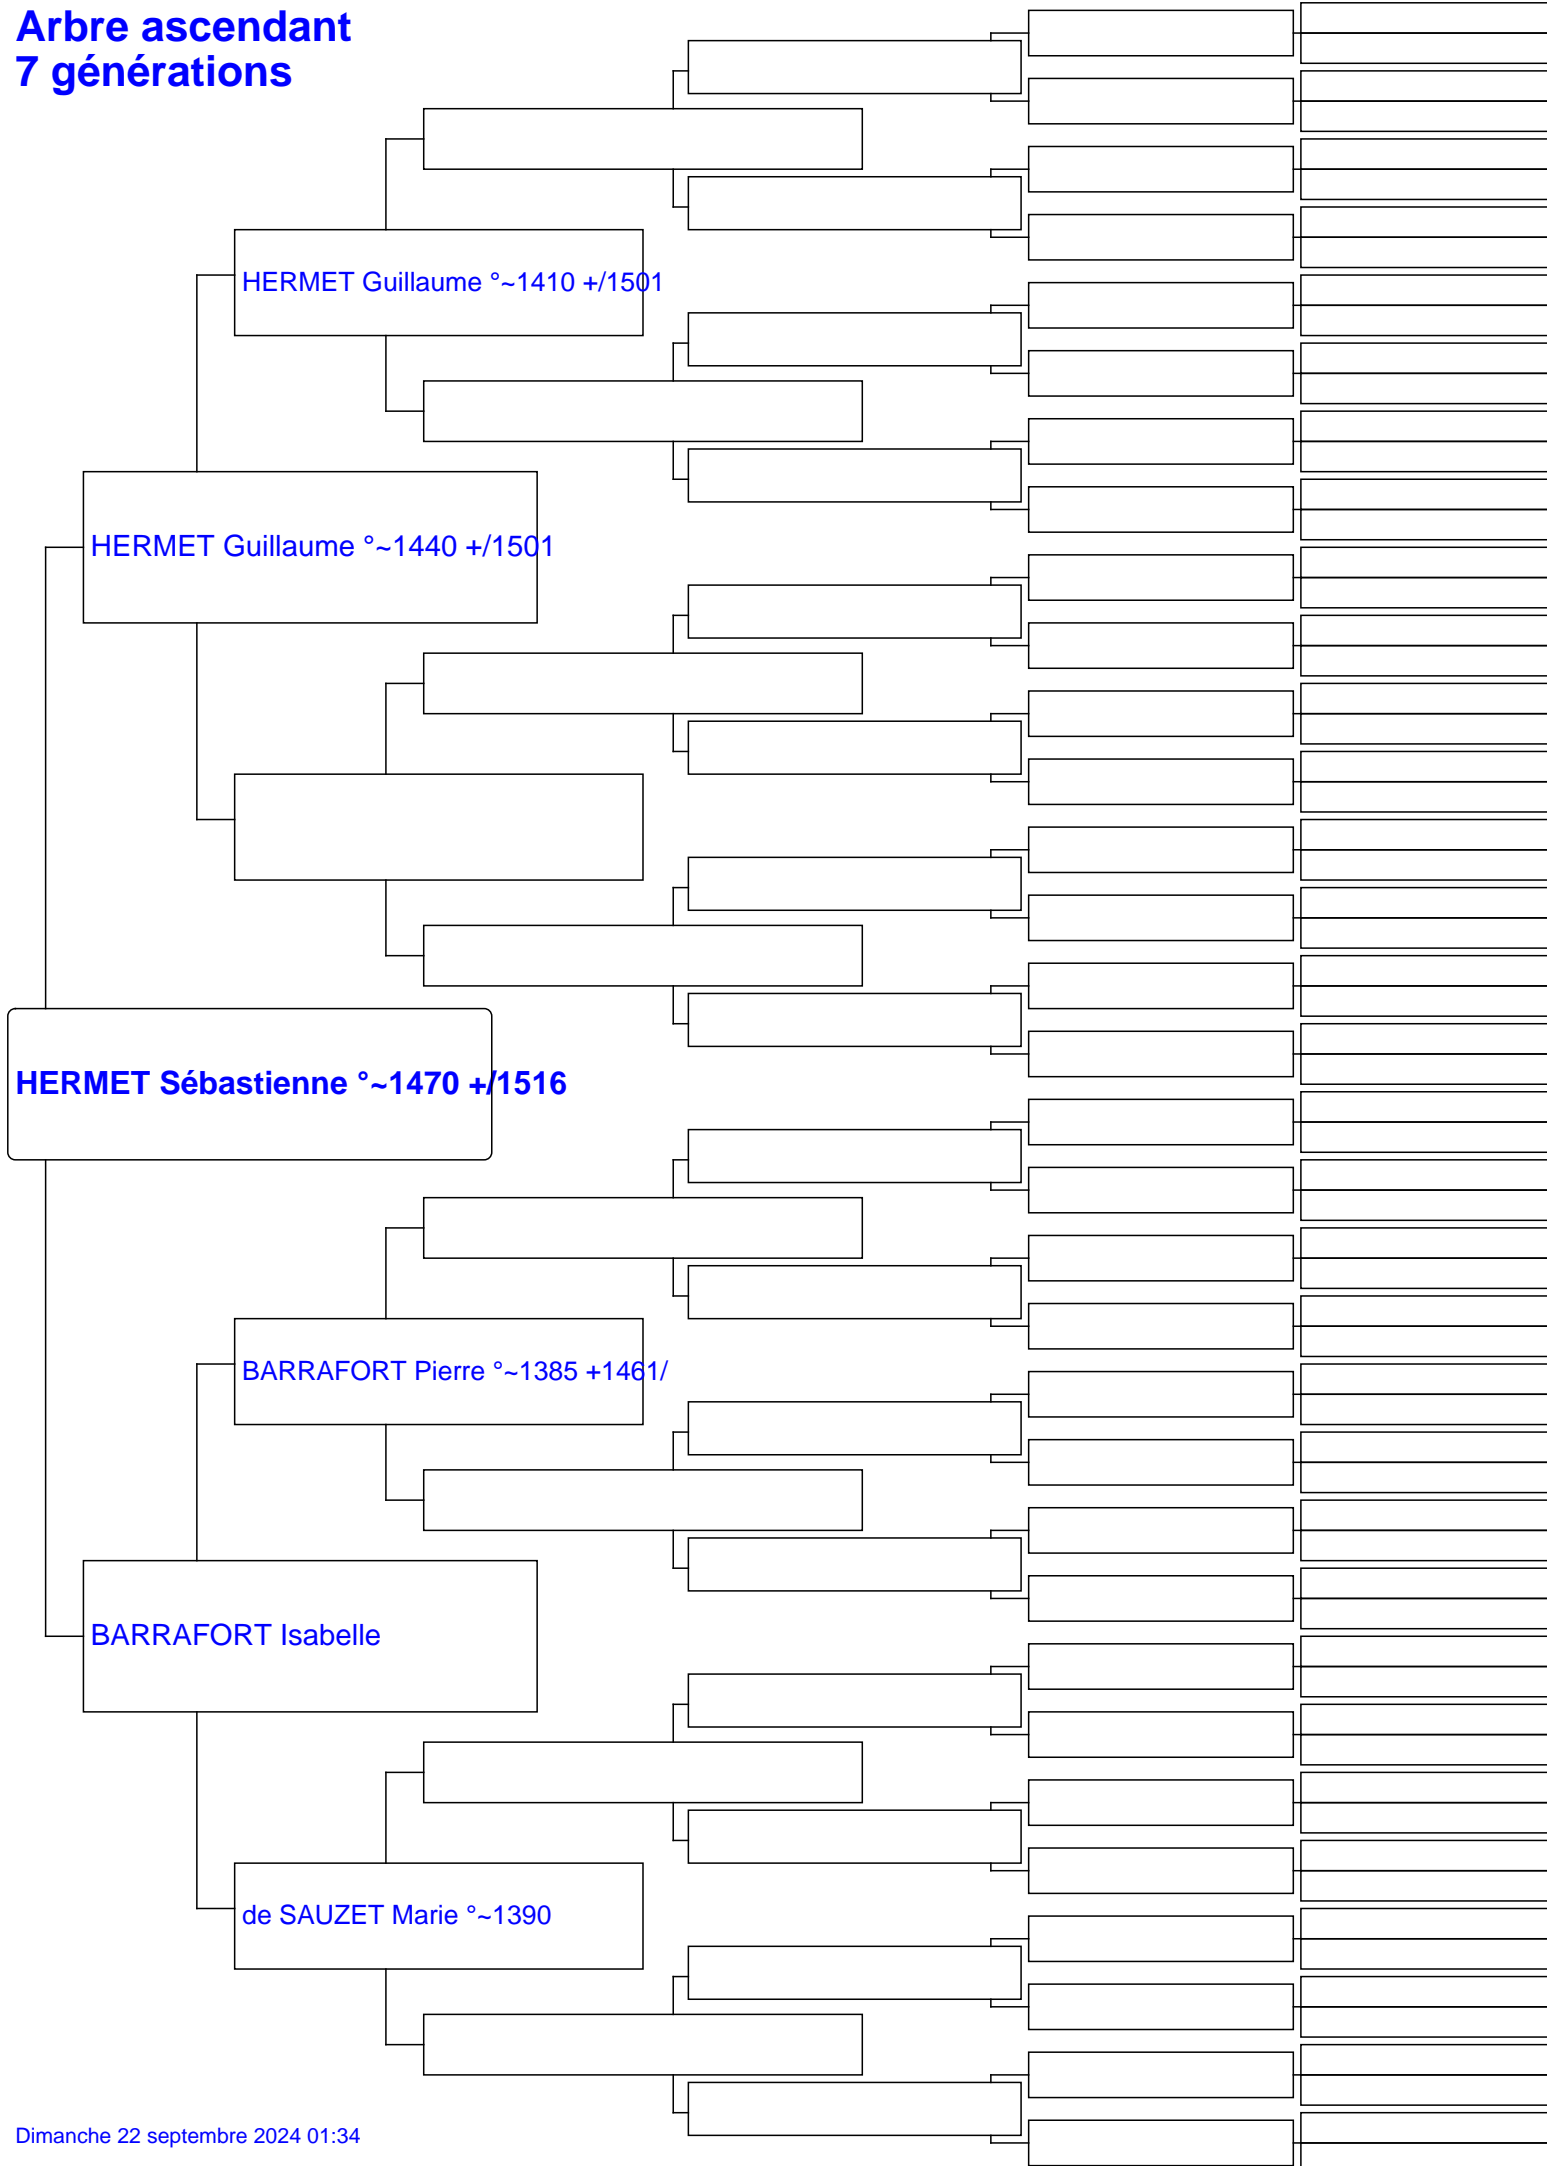 Arbre ascendant
7 générations
HERMET Guillaume °~1410 +/1501
HERMET Guillaume °~1440 +/1501
HERMET Sébastienne °~1470 +/1516
BARRAFORT Pierre °~1385 +1461/
BARRAFORT Isabelle
de SAUZET Marie °~1390
Dimanche 22 septembre 2024 01:34